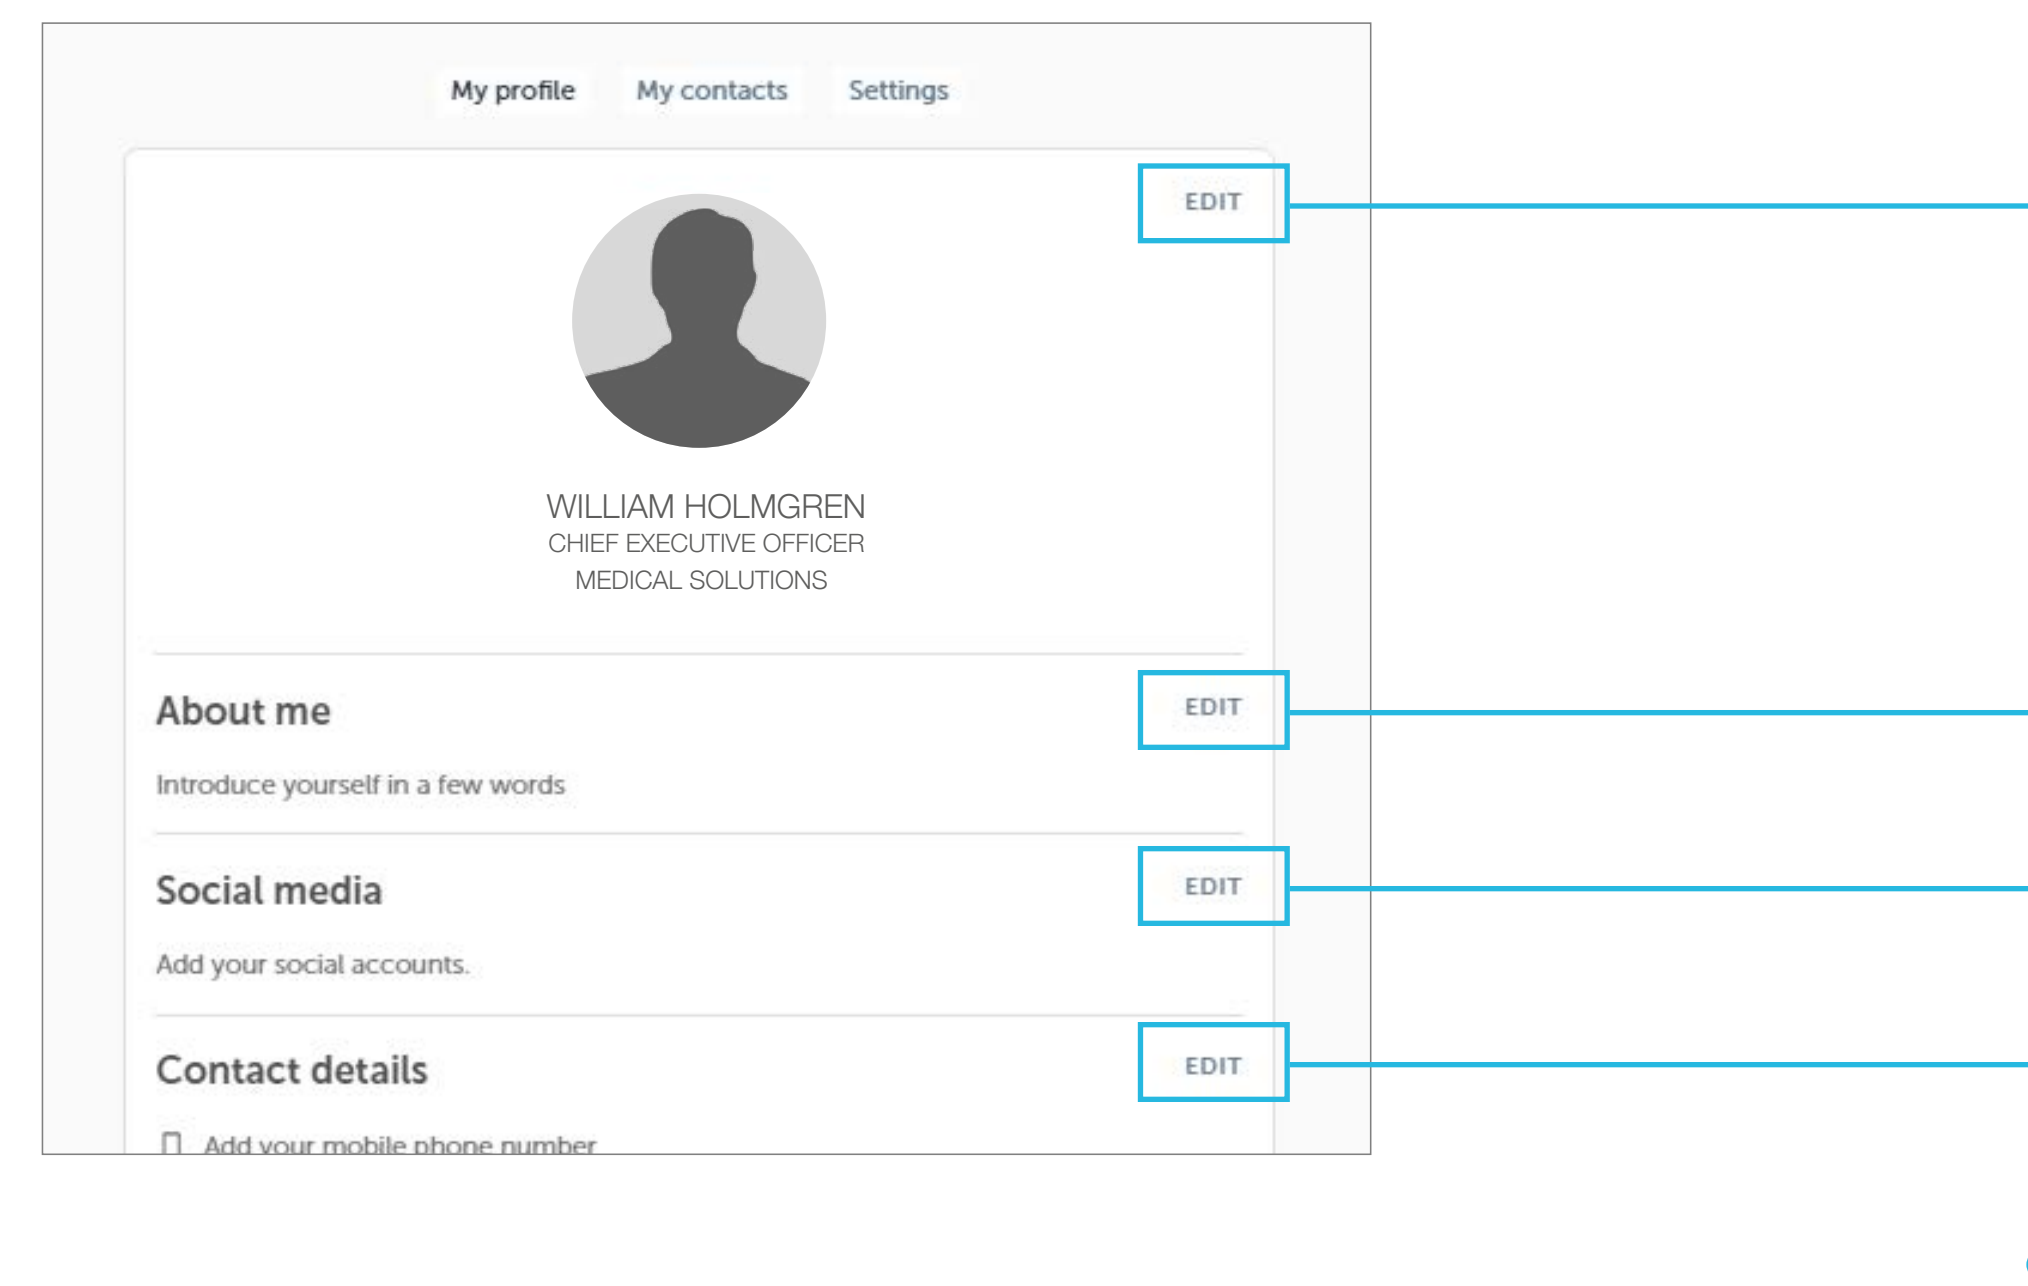 My profile My contacts Settings
EDIT
WILLIAM HOLMGREN
CHIEF EXECUTIVE OFFICER
MEDICAL SOLUTIONS
About me EDIT
Introduce yourself in a few words
Social media EDIT
Add your social accounts.
Contact details EDIT
Add your mobile phone number